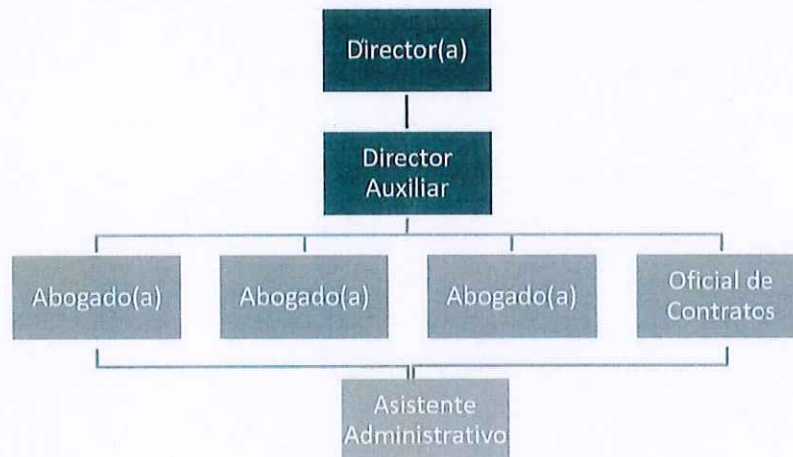 Director(a)
Director
Auxiliar
Abogado(a)
Abogado(a)
Abogado(a)
Oficial de
Contratos
Asistente
Administrativo